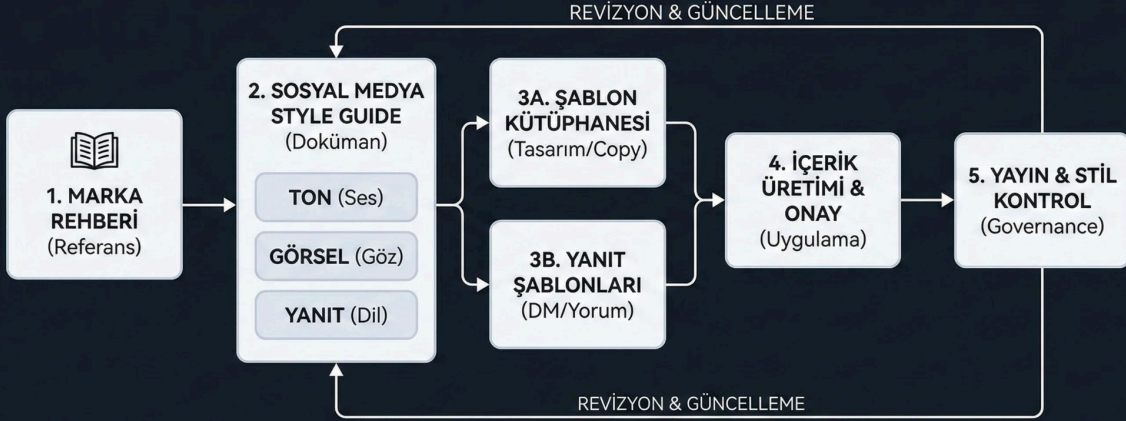 REVİZYON & GÜNCELLEME
1. MARKA
REHBERİ
(Referans)
2. SOSYAL MEDYA
STYLE GUIDE
(Doküman)
TON (Ses)
GÖRSEL (Göz)
YANIT (Dil)
3A. ŞABLON
KÜTÜPHANESİ
(Tasarım/Copy)
3B. YANIT
ŞABLONLARI
(DM/Yorum)
4. İÇERİK
ÜRETİMİ &
ONAY
(Uygulama)
5. YAYIN & STİL
KONTROL
(Governance)
REVİZYON & GÜNCELLEME